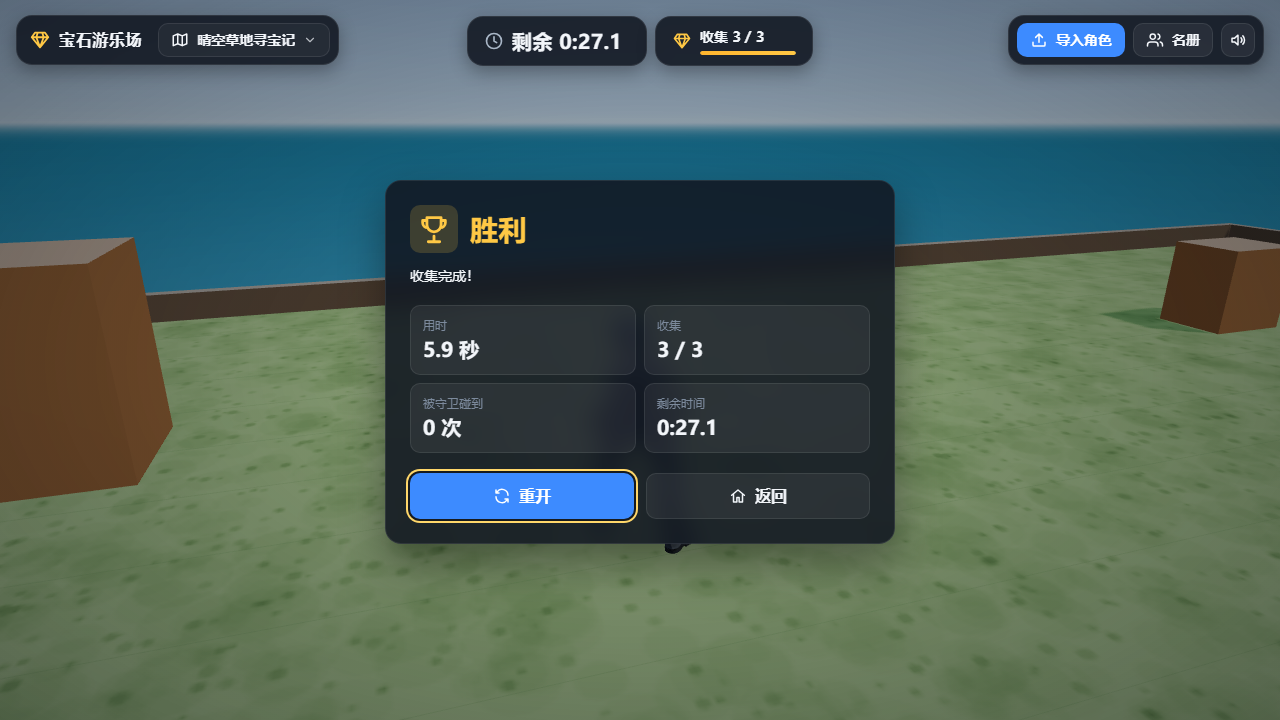 宝石游乐场
晴空草地寻宝记
剩余 0:27.1
收集 3 / 3
导入角色
名册
胜利
收集完成！
用时
5.9 秒
收集
3 / 3
被守卫碰到
0 次
剩余时间
0:27.1
重开
返回